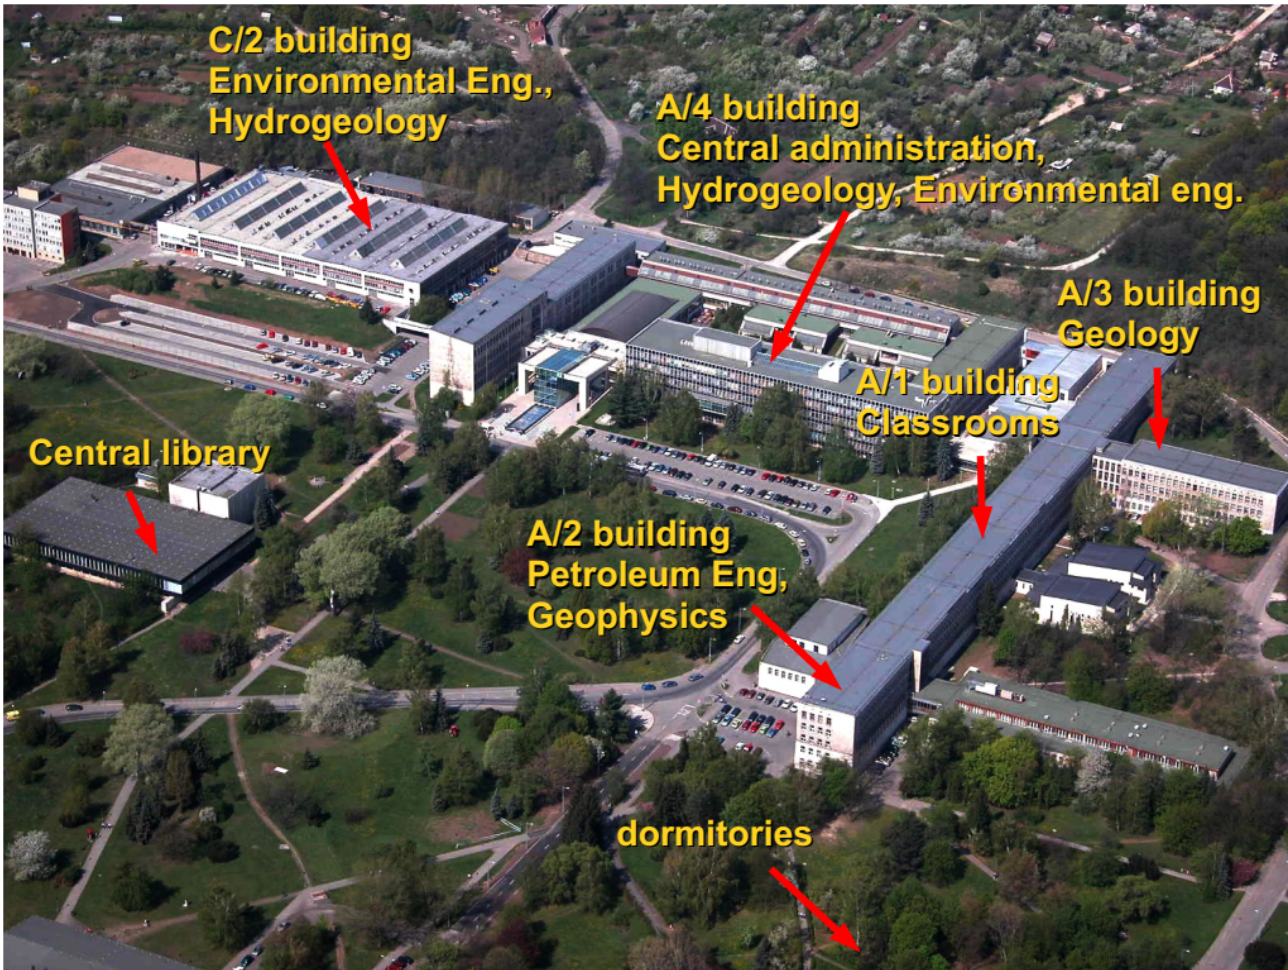 C/2 building
Environmental Eng.,
Hydrogeology
A/4 building
Central administration,
Hydrogeology, Environmental eng.
A/3 building
Geology
A/1 building
Classrooms
Central library
A/2 building
Petroleum Eng,
Geophysics
dormitories